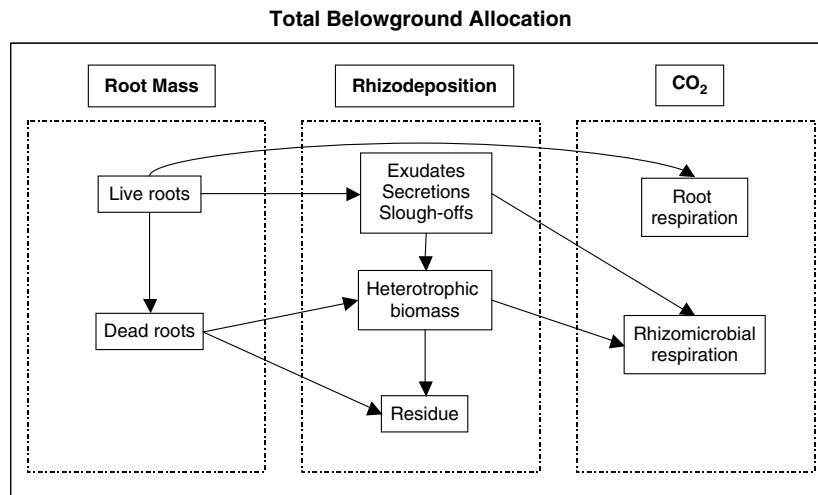 Total Belowground Allocation
Root Mass
Rhizodeposition
CO₂
Live roots
Exudates
Secretions
Slough-offs
Root
respiration
Dead roots
Heterotrophic
biomass
Rhizomicrobial
respiration
Residue